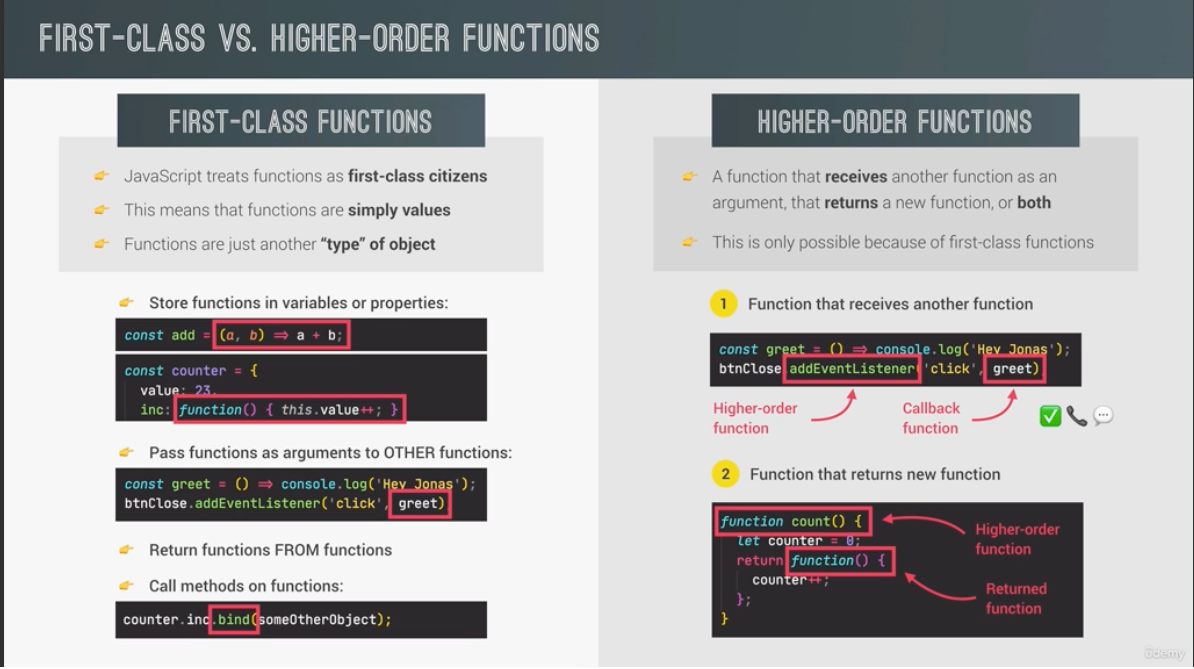 FIRST-CLASS VS. HIGHER-ORDER FUNCTIONS
FIRST-CLASS FUNCTIONS
JavaScript treats functions as first-class citizens
This means that functions are simply values
Functions are just another “type” of object
Store functions in variables or properties:
const add = (a, b) => a + b;
const counter = {
value: 23,
inc: function() { this.value++; }
Pass functions as arguments to OTHER functions:
const greet = () => console.log('Hey Jonas');
btnClose.addEventListener('click', greet)
Return functions FROM functions
Call methods on functions:
counter.inc.bind(someOtherObject);
HIGHER-ORDER FUNCTIONS
A function that receives another function as an
argument, that returns a new function, or both
This is only possible because of first-class functions
1 Function that receives another function
const greet = () => console.log('Hey Jonas');
btnClose.addEventListener('click', greet)
Higher-order
function
Callback
function
2 Function that returns new function
function count() {
let counter = 0;
return function() {
counter++;
};
}
Higher-order
function
Returned
function
ûdemy